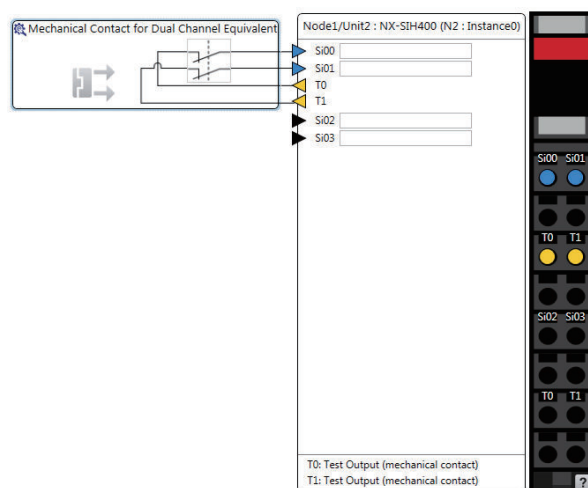 Mechanical Contact for Dual Channel Equivalent
Node1/Unit2 : NX-SIH400 (N2 : Instance0)
Si00
Si01
T0
T1
Si02
Si03
T0: Test Output (mechanical contact)
T1: Test Output (mechanical contact)
Si00 Si01
T0 T1
Si02 Si03
T0 T1
?